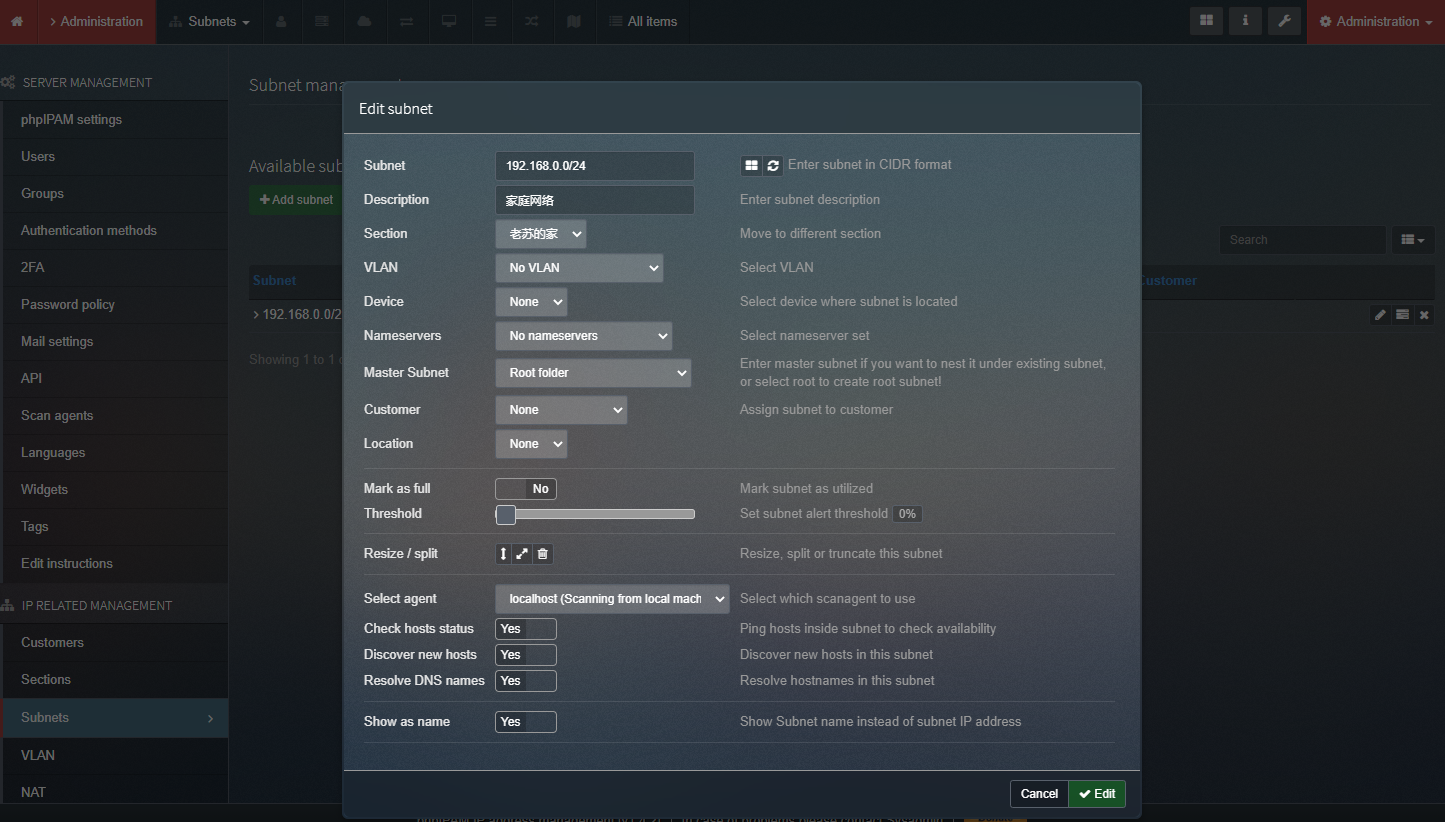 Administration
Subnets
All items
Administration
SERVER MANAGEMENT
phpIPAM settings
Users
Groups
Authentication methods
2FA
Password policy
Mail settings
API
Scan agents
Languages
Widgets
Tags
Edit instructions
IP RELATED MANAGEMENT
Customers
Sections
Subnets
VLAN
NAT
Subnet mana
Available sub
Add subnet
Search
Subnet
Customer
192.168.0.0/2
Showing 1 to 1
Edit subnet
Subnet 192.168.0.0/24 Enter subnet in CIDR format
Description 家庭网络 Enter subnet description
Section 老苏的家 Move to different section
VLAN No VLAN Select VLAN
Device None Select device where subnet is located
Nameservers No nameservers Select nameserver set
Master Subnet Root folder Enter master subnet if you want to nest it under existing subnet,
or select root to create root subnet!
Customer None Assign subnet to customer
Location None
Mark as full No Mark subnet as utilized
Threshold Set subnet alert threshold 0%
Resize / split Resize, split or truncate this subnet
Select agent localhost (Scanning from local mach Select which scanagent to use
Check hosts status Yes Ping hosts inside subnet to check availability
Discover new hosts Yes Discover new hosts in this subnet
Resolve DNS names Yes Resolve hostnames in this subnet
Show as name Yes Show Subnet name instead of subnet IP address
Cancel Edit